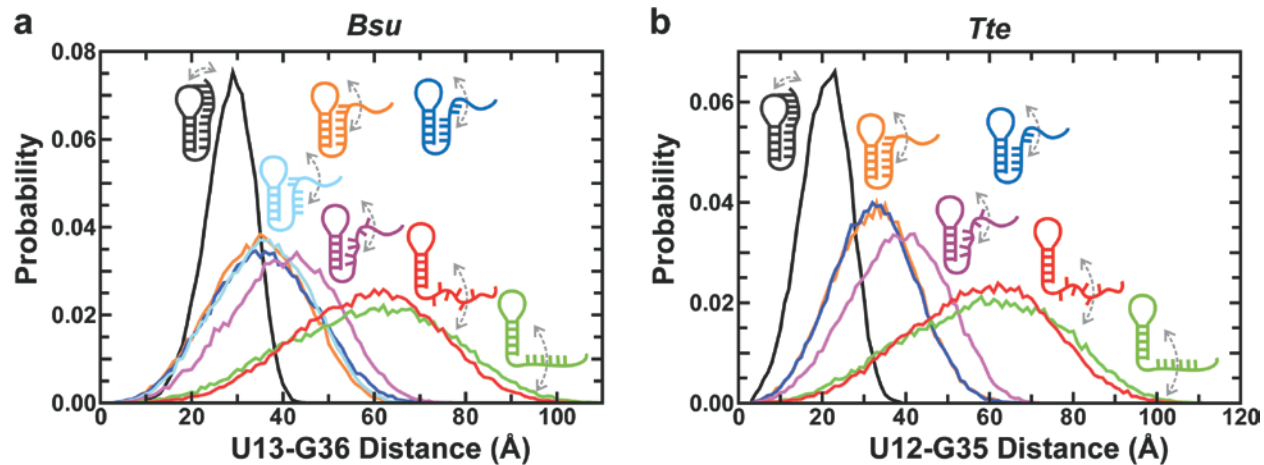 a
Bsu
Probability
0.08
0.06
0.04
0.02
0.00
0 20 40 60 80 100
U13-G36 Distance (Å)
b
Tte
Probability
0.06
0.04
0.02
0.00
0 20 40 60 80 100 120
U12-G35 Distance (Å)